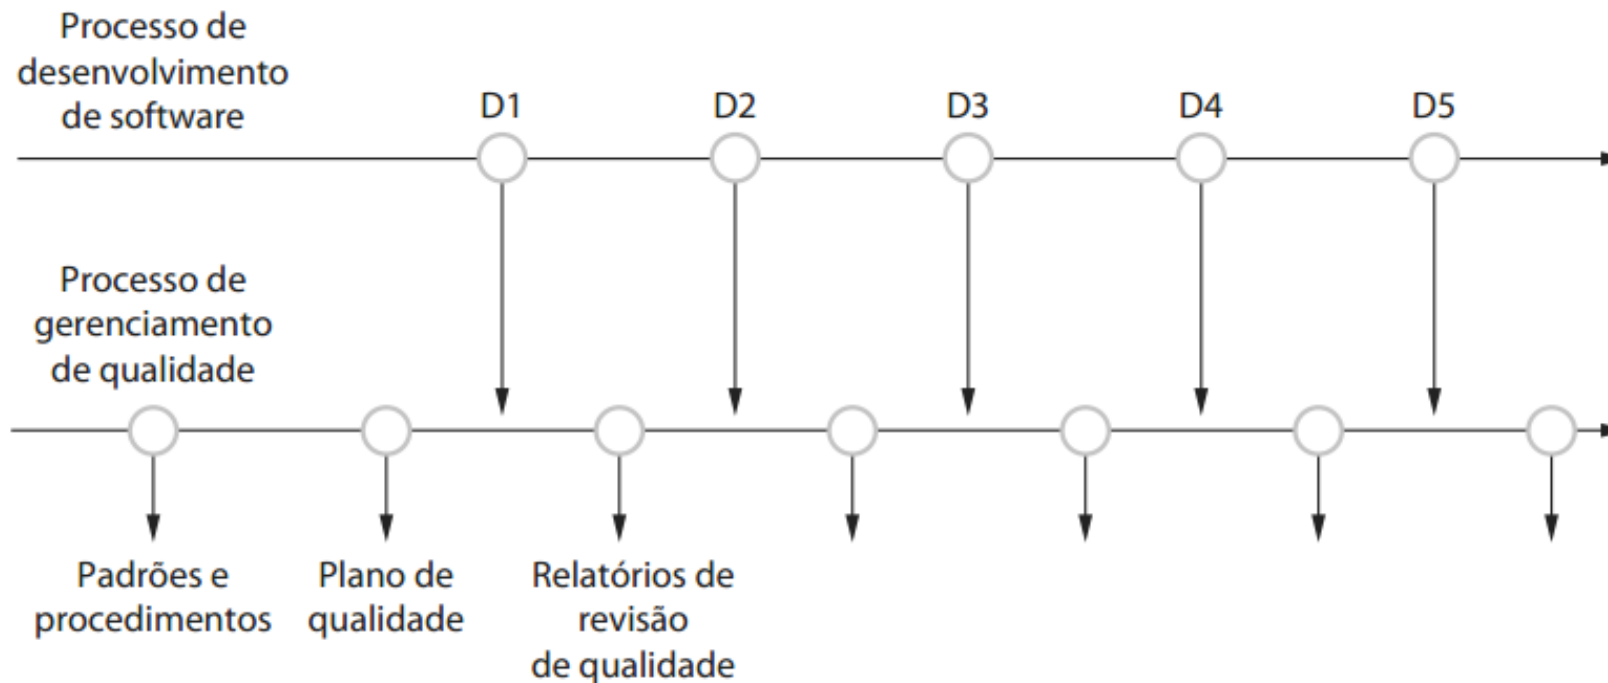 Processo de
desenvolvimento
de software
D1
D2
D3
D4
D5
Processo de
gerenciamento
de qualidade
Padrões e
procedimentos
Plano de
qualidade
Relatórios de
revisão
de qualidade